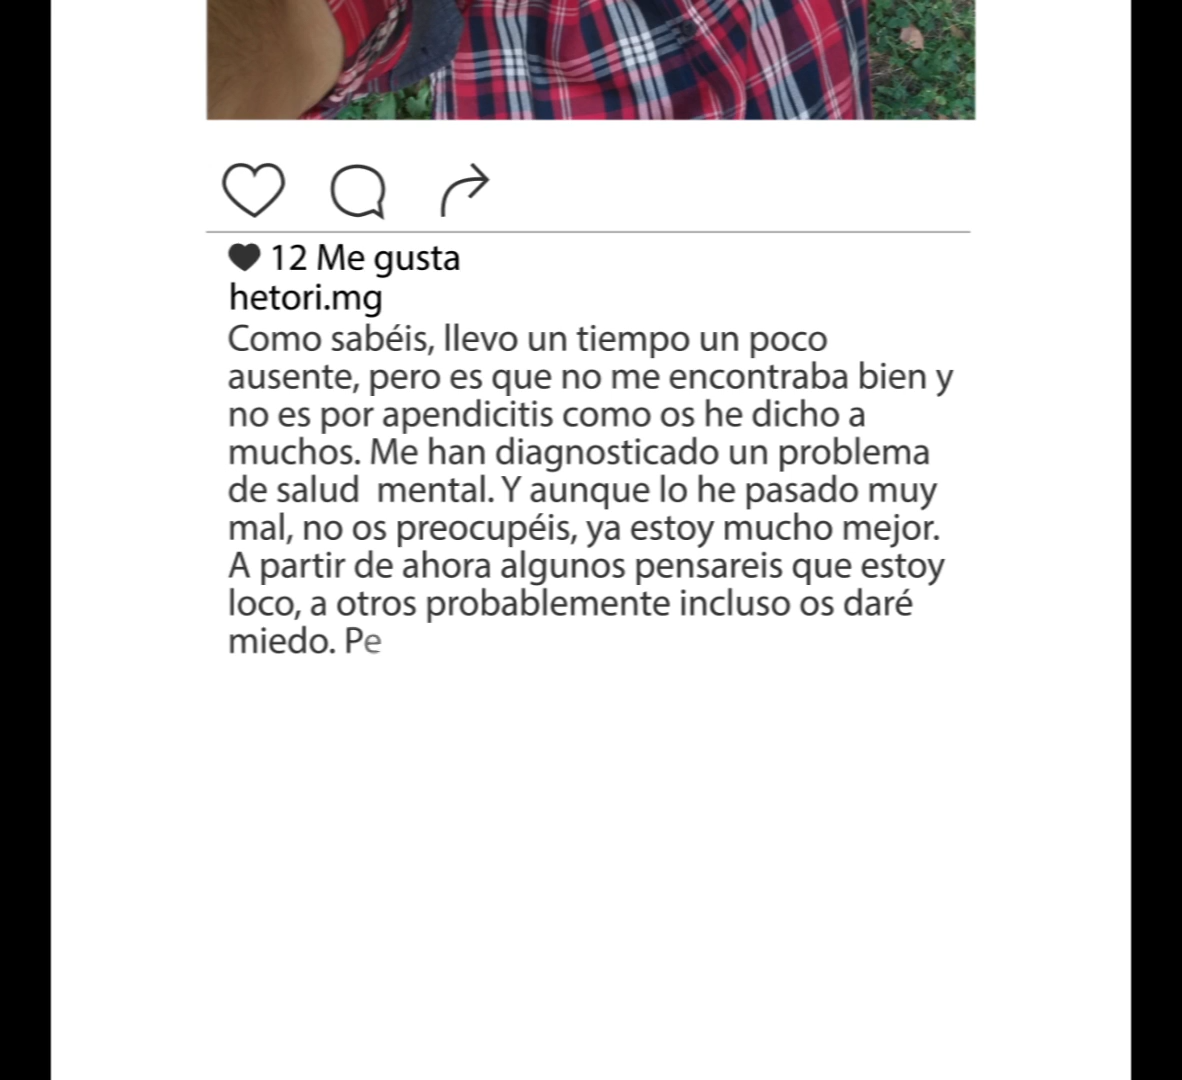 12 Me gusta
hetori.mg
Como sabéis, llevo un tiempo un poco
ausente, pero es que no me encontraba bien y
no es por apendicitis como os he dicho a
muchos. Me han diagnosticado un problema
de salud  mental. Y aunque lo he pasado muy
mal, no os preocupéis, ya estoy mucho mejor.
A partir de ahora algunos pensareis que estoy
loco, a otros probablemente incluso os daré
miedo. Pe